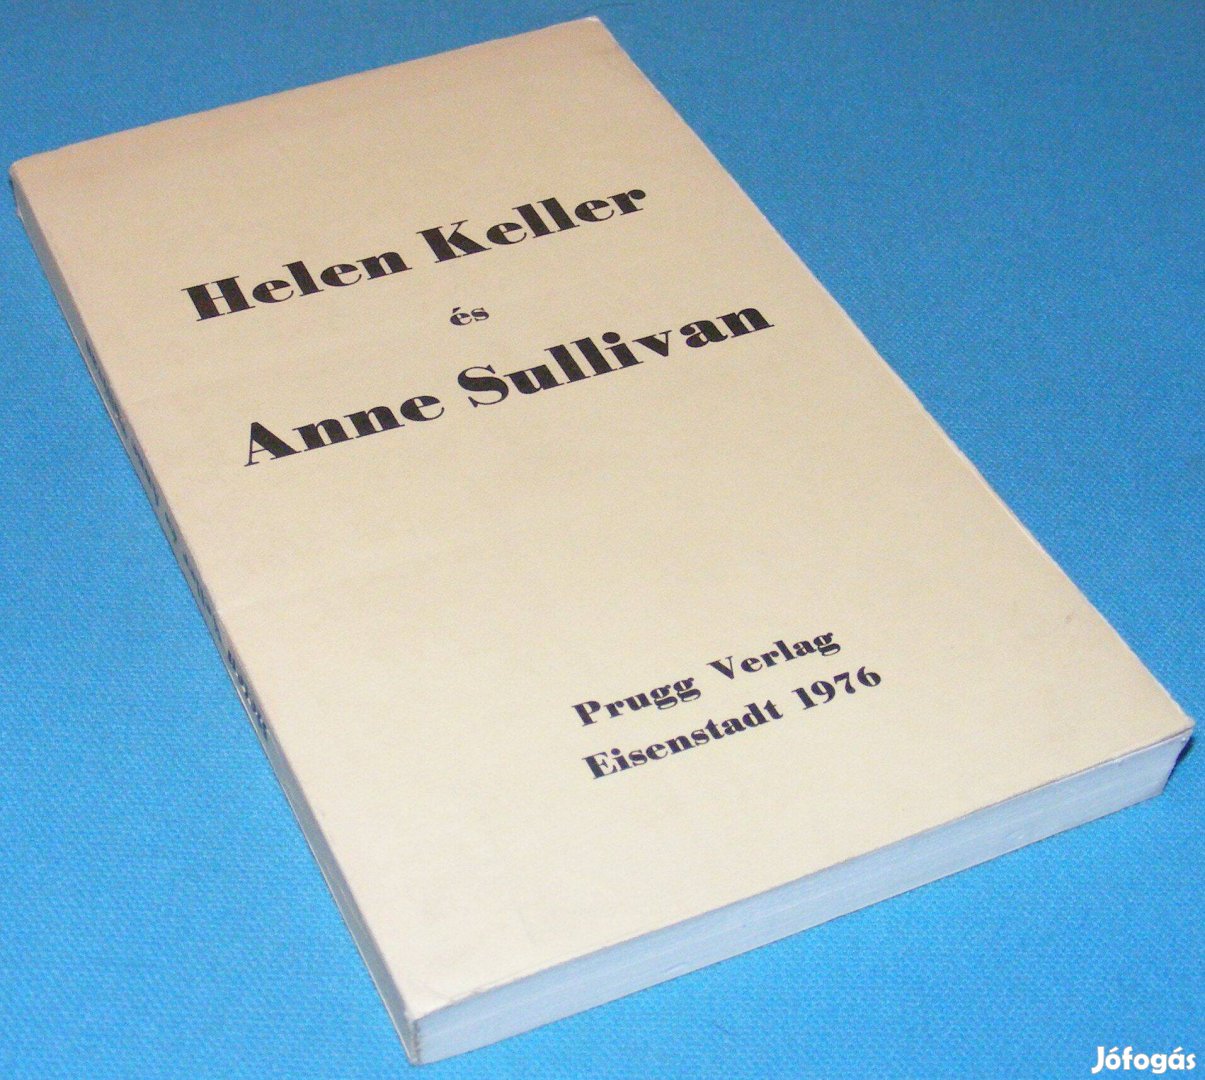 Helen Keller
és
Anne Sullivan
Prugg Verlag
Eisenstadt 1976
Jófogás